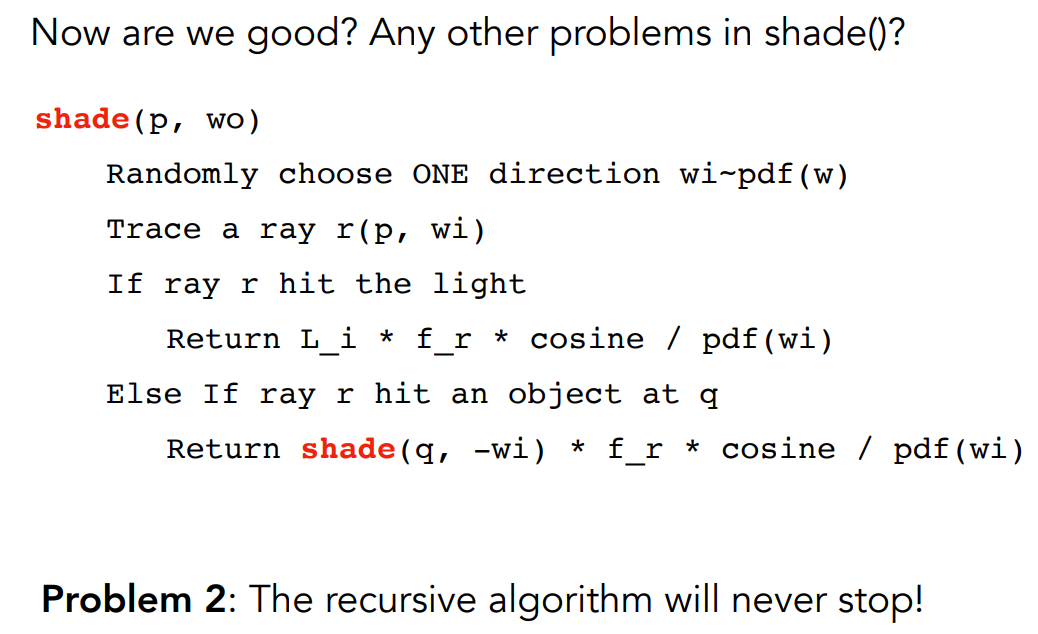 Now are we good? Any other problems in shade()?
shade(p, wo)
Randomly choose ONE direction wi~pdf(w)
Trace a ray r(p, wi)
If ray r hit the light
Return L_i * f_r * cosine / pdf(wi)
Else If ray r hit an object at q
Return shade(q, -wi) * f_r * cosine / pdf(wi)
Problem 2: The recursive algorithm will never stop!